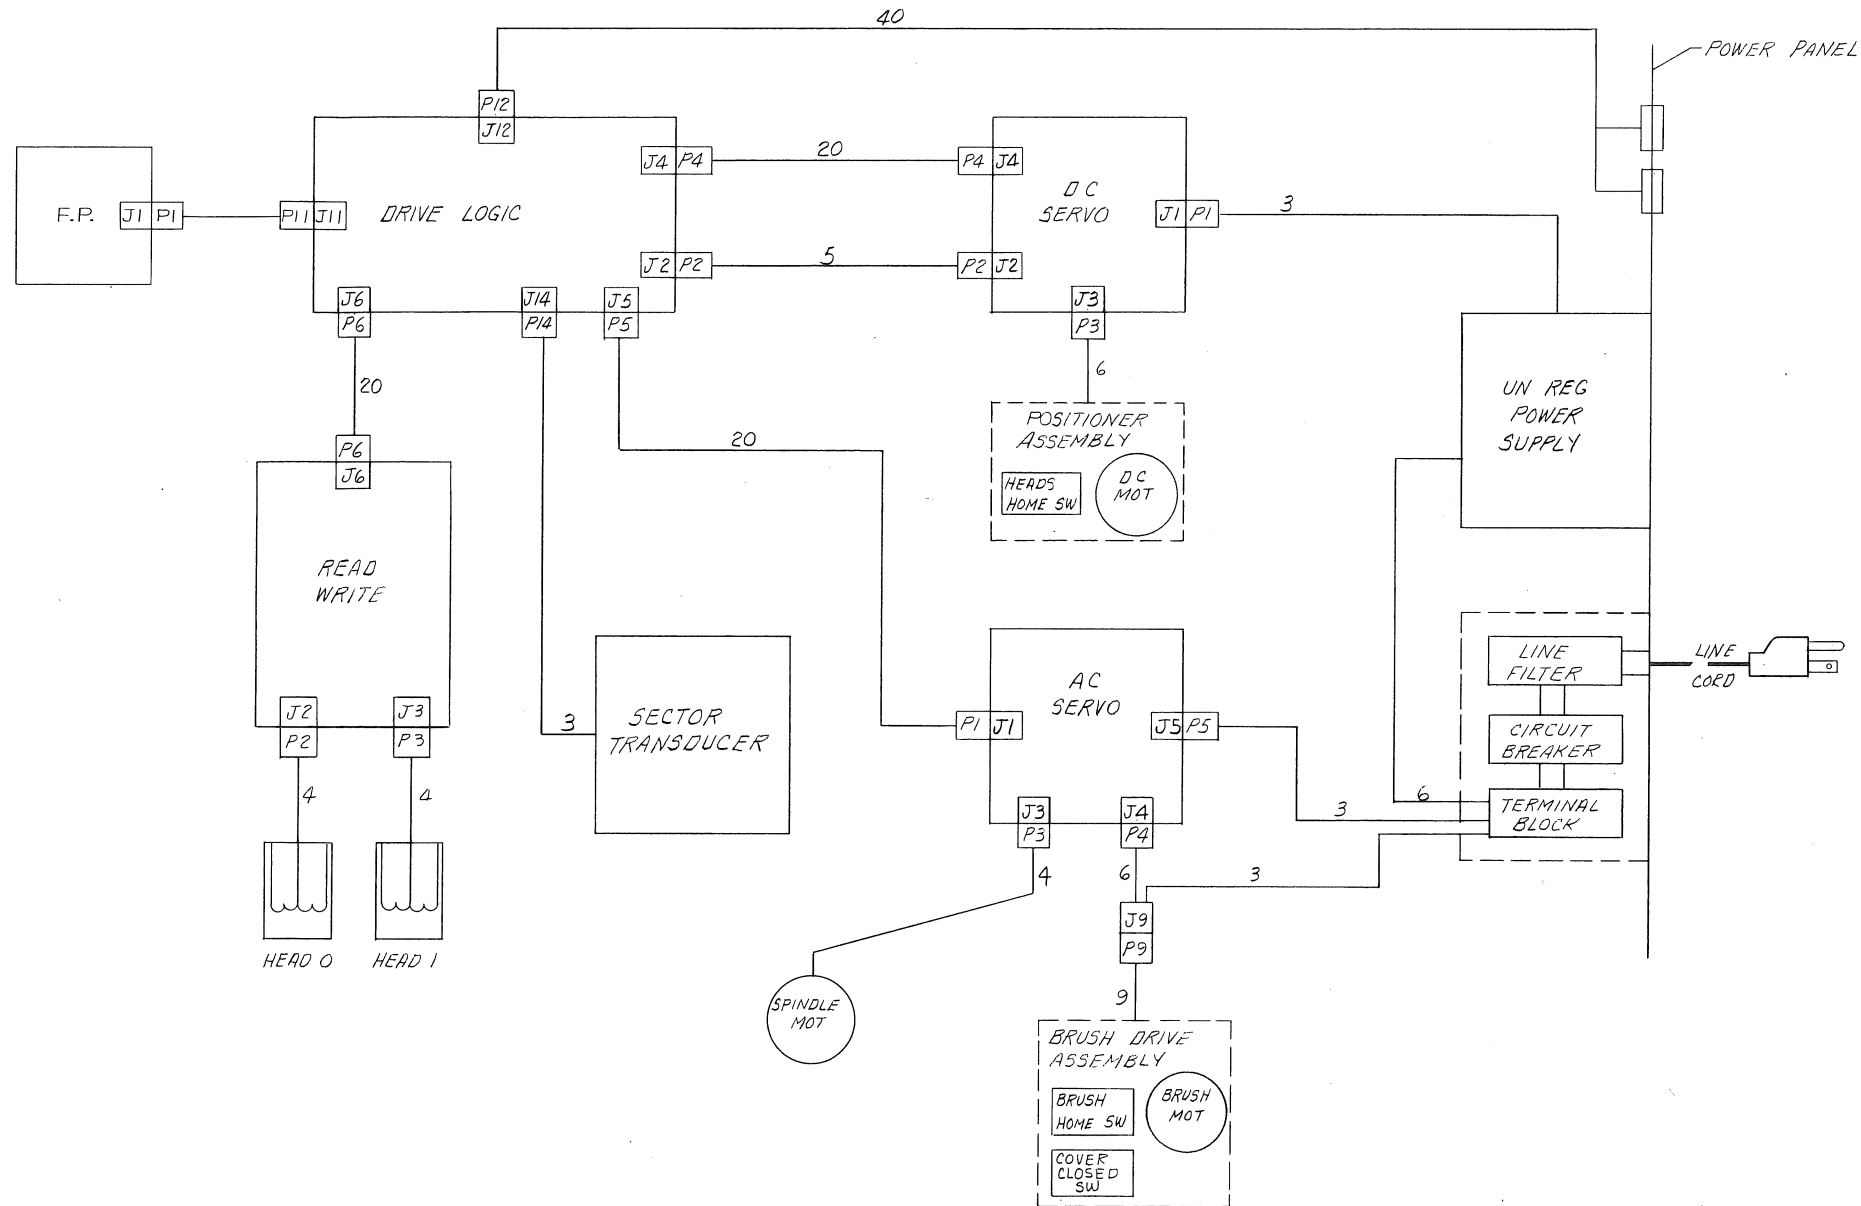 40
POWER PANEL
P12
J12
J4 P4
20
P4 J4
F.P.
J1 P1
P11 J11
DRIVE LOGIC
DC
SERVO
J1 P1
3
J2 P2
5
P2 J2
J6
P6
J14
P14
J5
P5
J3
P3
20
6
UN REG
POWER
SUPPLY
POSITIONER
ASSEMBLY
HEADS
HOME SW
DC
MOT
20
P6
J6
READ
WRITE
LINE
FILTER
LINE
CORD
AC
SERVO
J2
P2
J3
P3
3
SECTOR
TRANSDUCER
P1 J1
J5 P5
CIRCUIT
BREAKER
4
4
J3
P3
J4
P4
3
6
TERMINAL
BLOCK
4
6
3
J9
P9
HEAD 0
HEAD 1
9
SPINDLE
MOT
BRUSH DRIVE
ASSEMBLY
BRUSH
HOME SW
BRUSH
MOT
COVER
CLOSED
SW